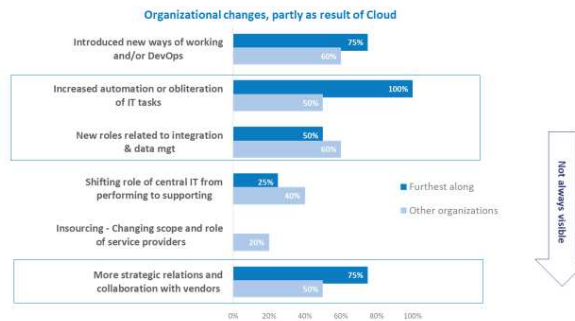 Organizational changes, partly as result of Cloud
Introduced new ways of working
and/or DevOps
75%
60%
Increased automation or obliteration
of IT tasks
100%
50%
New roles related to integration
& data mgt
50%
60%
Shifting role of central IT from
performing to supporting
25%
40%
Insourcing - Changing scope and role
of service providers
20%
More strategic relations and
collaboration with vendors
75%
50%
0% 20% 40% 60% 80% 100%
Furthest along
Other organizations
Not always visible